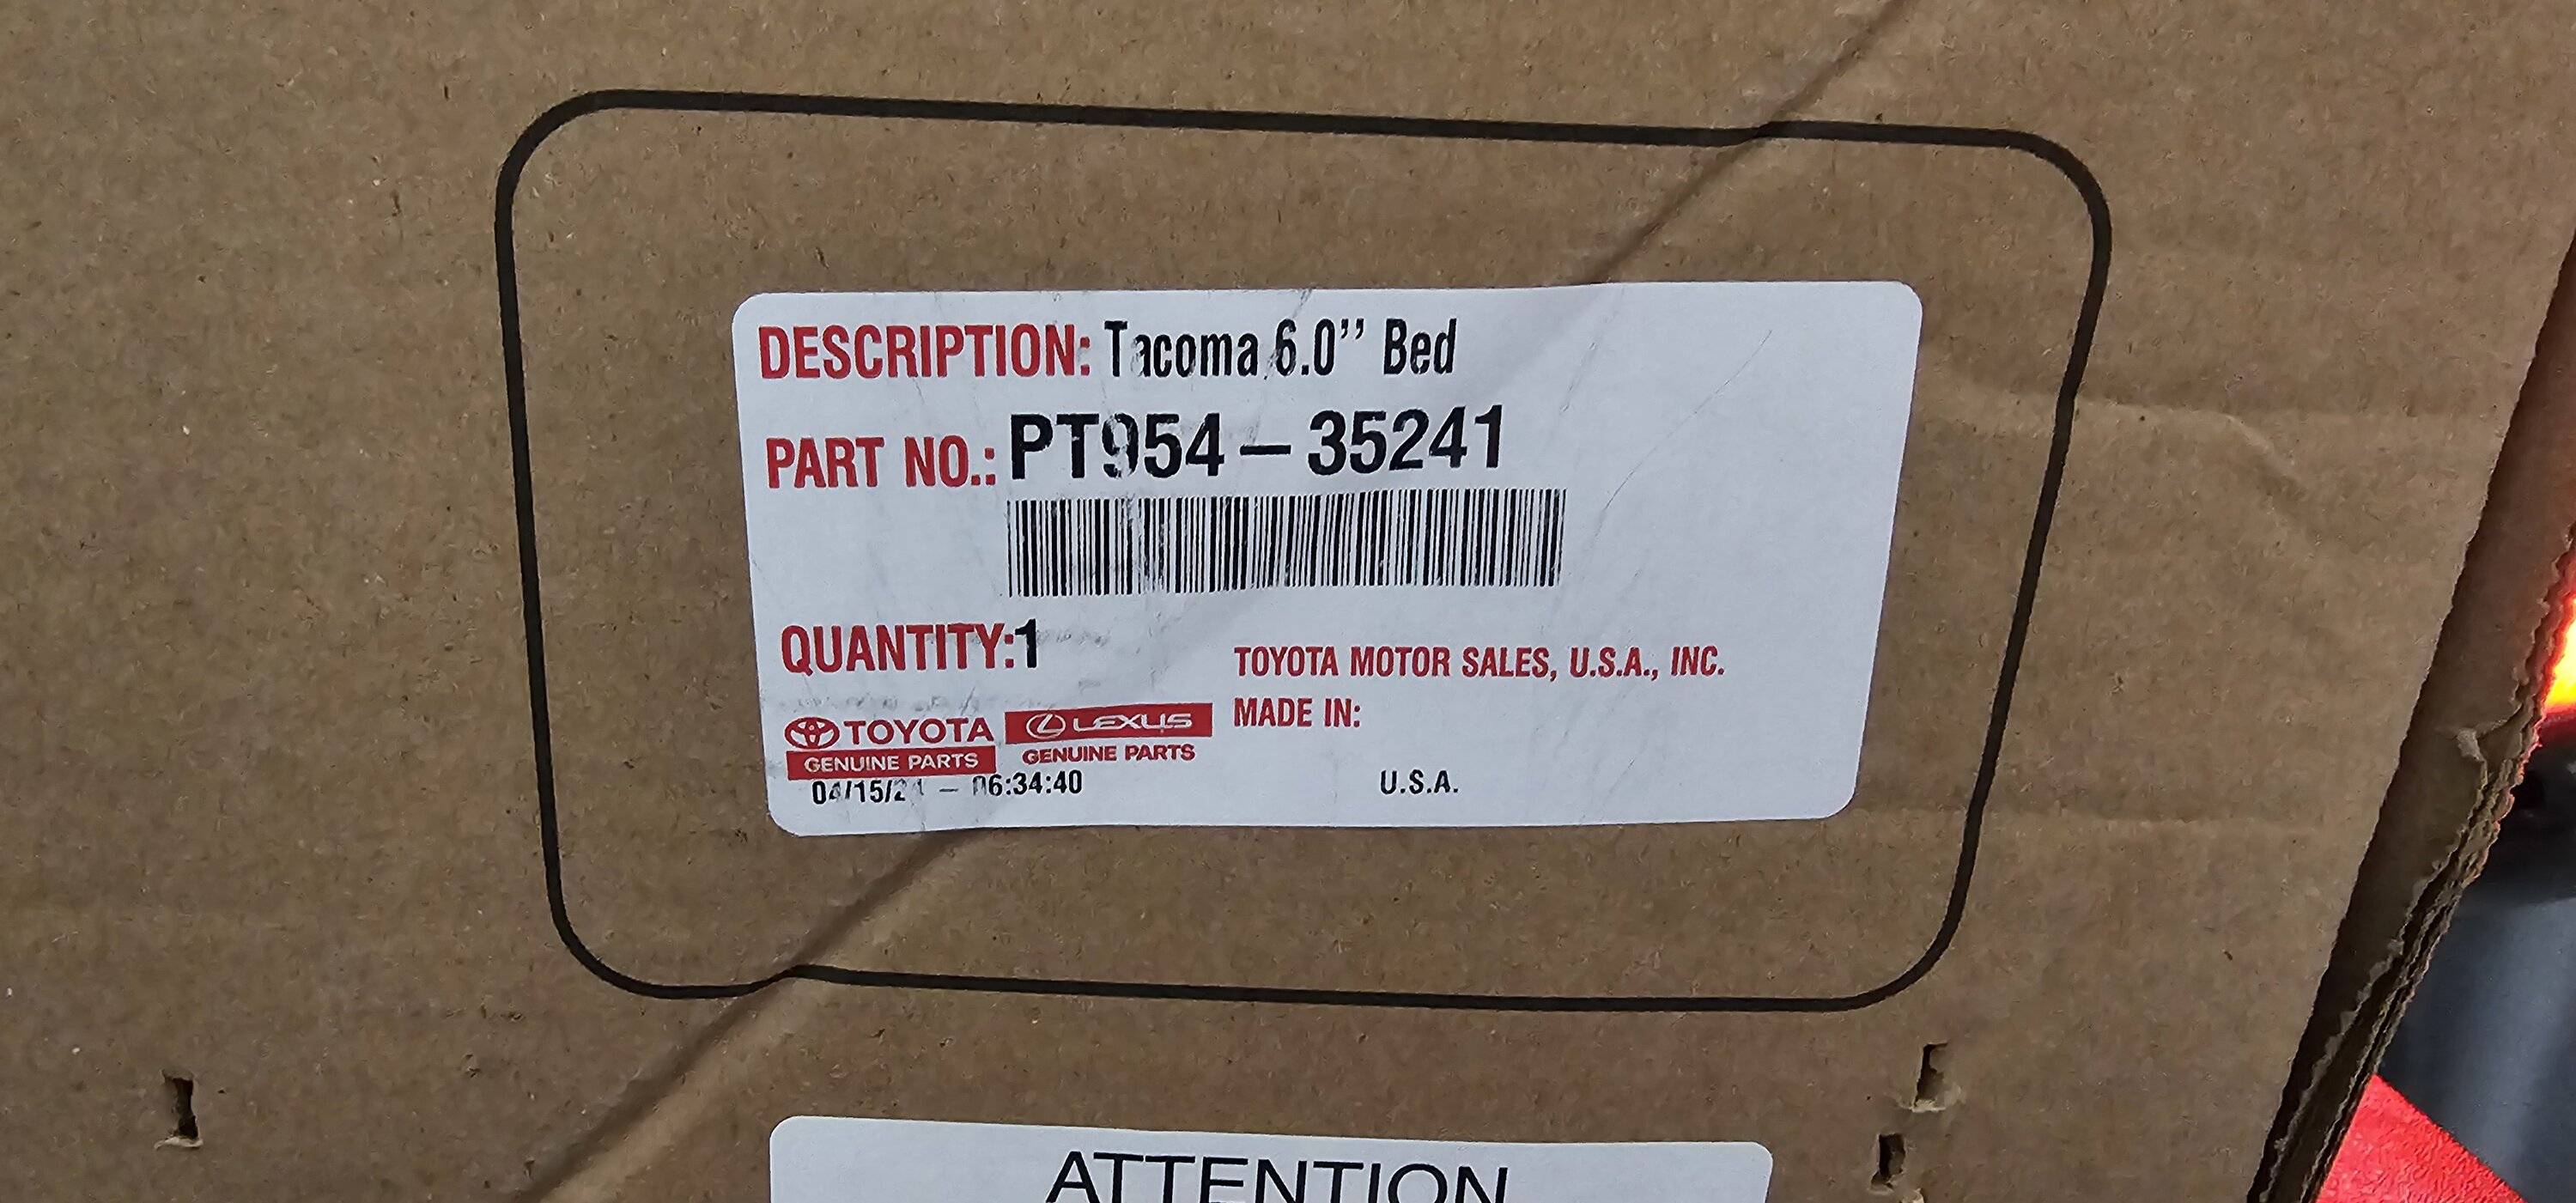 DESCRIPTION: Tacoma 6.0’’ Bed
PART NO.: PT954-35241
QUANTITY:1
TOYOTA MOTOR SALES, U.S.A., INC.
MADE IN:
TOYOTA
GENUINE PARTS
LEXUS
GENUINE PARTS
06:34:40
U.S.A.
ATTENTION